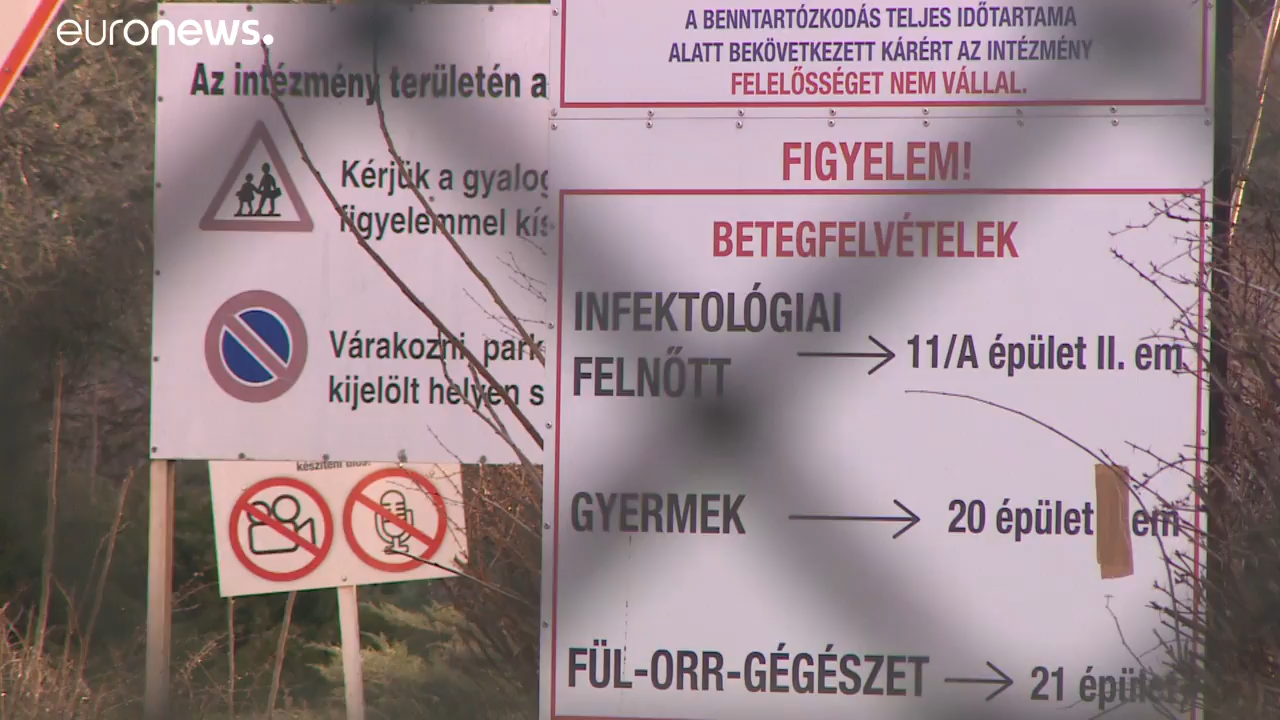 euronews.
Az intézmény területén a
Kérjük a gyalog
figyelemmel kís
Várakozni, park
kijelölt helyen s
készíteni tilos.
A BENNTARTÓZKODÁS TELJES IDŐTARTAMA
ALATT BEKÖVETKEZETT KÁRÉRT AZ INTÉZMÉNY
FELELŐSSÉGET NEM VÁLLAL.
FIGYELEM!
BETEGFELVÉTELEK
INFEKTOLÓGIAI
FELNŐTT → 11/A épület II. em
GYERMEK → 20 épület em
FÜL-ORR-GÉGÉSZET → 21 épület